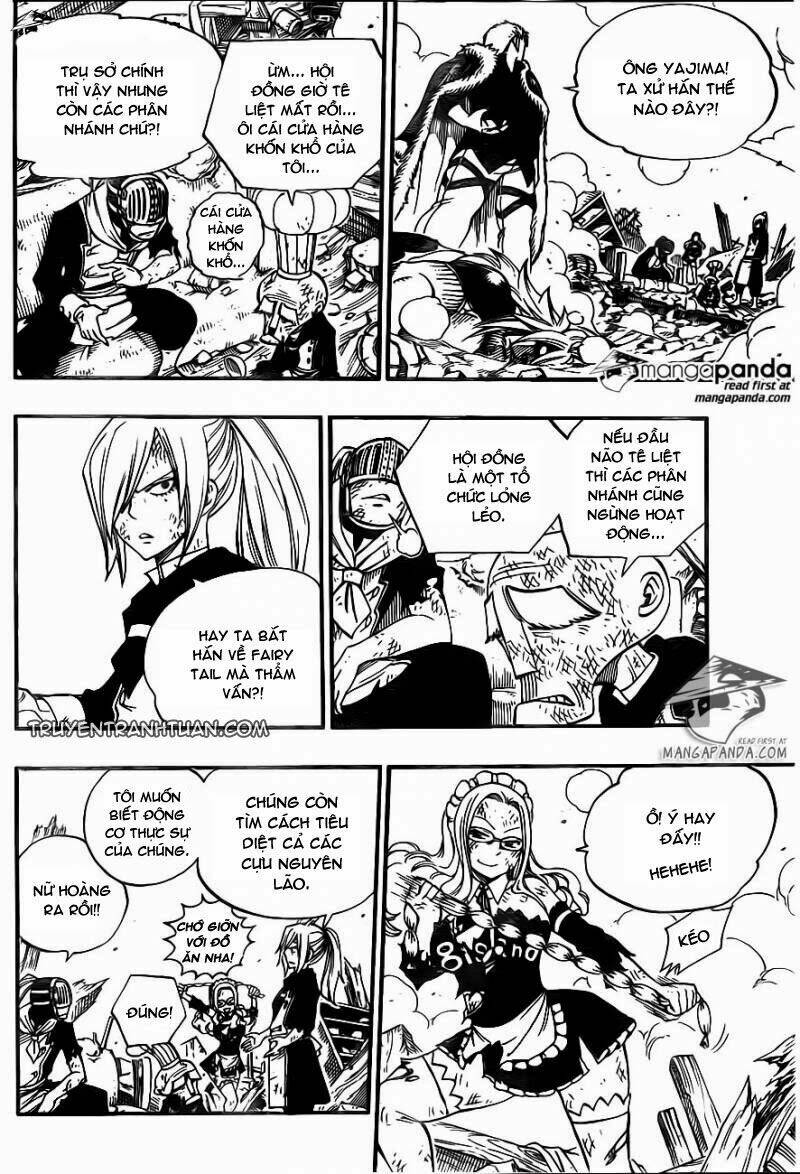 ÔNG YAJIMA!
TA XỬ HẮN THẾ
NÀO ĐÂY?!
ỪM... HỘI
ĐỒNG GIỜ TÊ
LIỆT MẤT RỒI...
ÔI CÁI CỬA HÀNG
KHỐN KHỔ CỦA
TÔI...
TRỤ SỞ CHÍNH
THÌ VẬY NHƯNG
CÒN CÁC PHÂN
NHÁNH CHỨ?!
CÁI CỬA
HÀNG
KHỐN
KHỔ...
mangapanda
read first at
mangapanda.com
NẾU ĐẦU
NÃO TÊ LIỆT
THÌ CÁC PHÂN
NHÁNH CŨNG
NGỪNG HOẠT
ĐỘNG...
HỘI ĐỒNG
LÀ MỘT TỔ
CHỨC LỎNG
LẺO.
HAY TA BẮT
HẮN VỀ FAIRY
TAIL MÀ THẨM
VẤN?!
TRUYENTRANHTUAN.COM
READ FIRST AT
MANGAPANDA.COM
Ồ! Ý HAY
ĐẤY!!
HEHEHE!
KÉO
8island
CHÚNG CÒN
TÌM CÁCH TIÊU
DIỆT CẢ CÁC
CỰU NGUYÊN
LÃO.
TÔI MUỐN
BIẾT ĐỘNG
CƠ THỰC SỰ
CỦA CHÚNG.
NỮ HOÀNG
RA RỒI!!
CHỚ GIỠN
VỚI ĐỒ
ĂN NHA!
ĐÚNG!